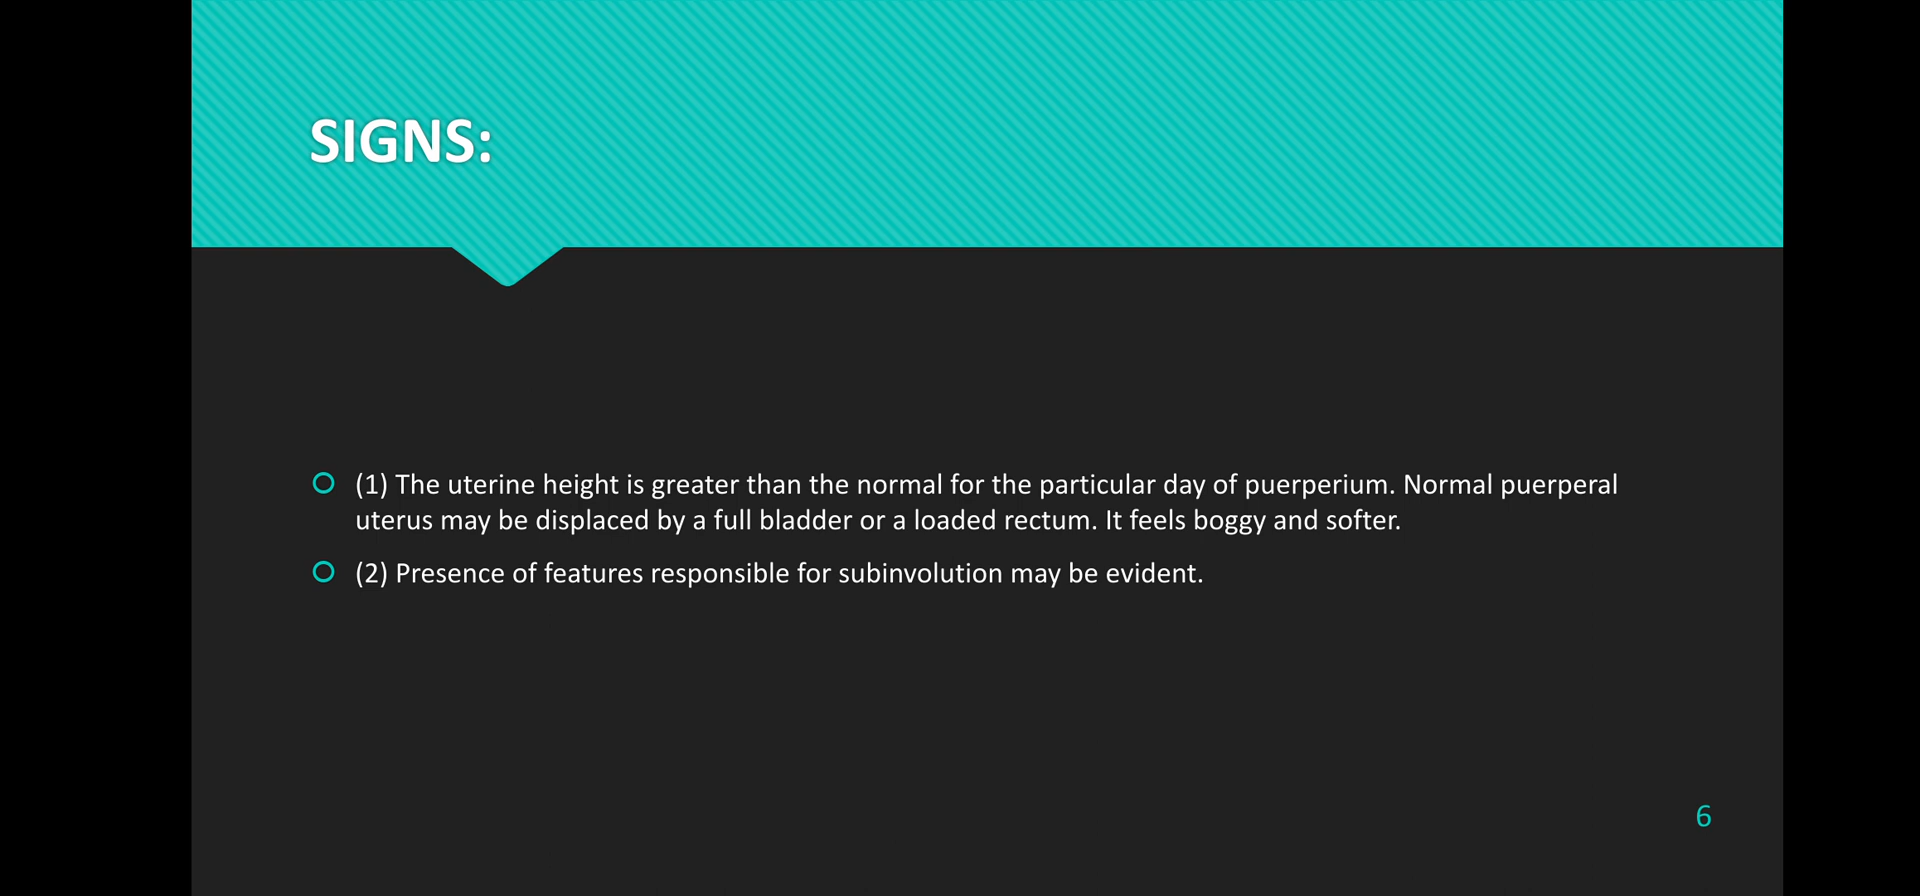 SIGNS:
(1) The uterine height is greater than the normal for the particular day of puerperium. Normal puerperal
uterus may be displaced by a full bladder or a loaded rectum. It feels boggy and softer.
(2) Presence of features responsible for subinvolution may be evident.
6